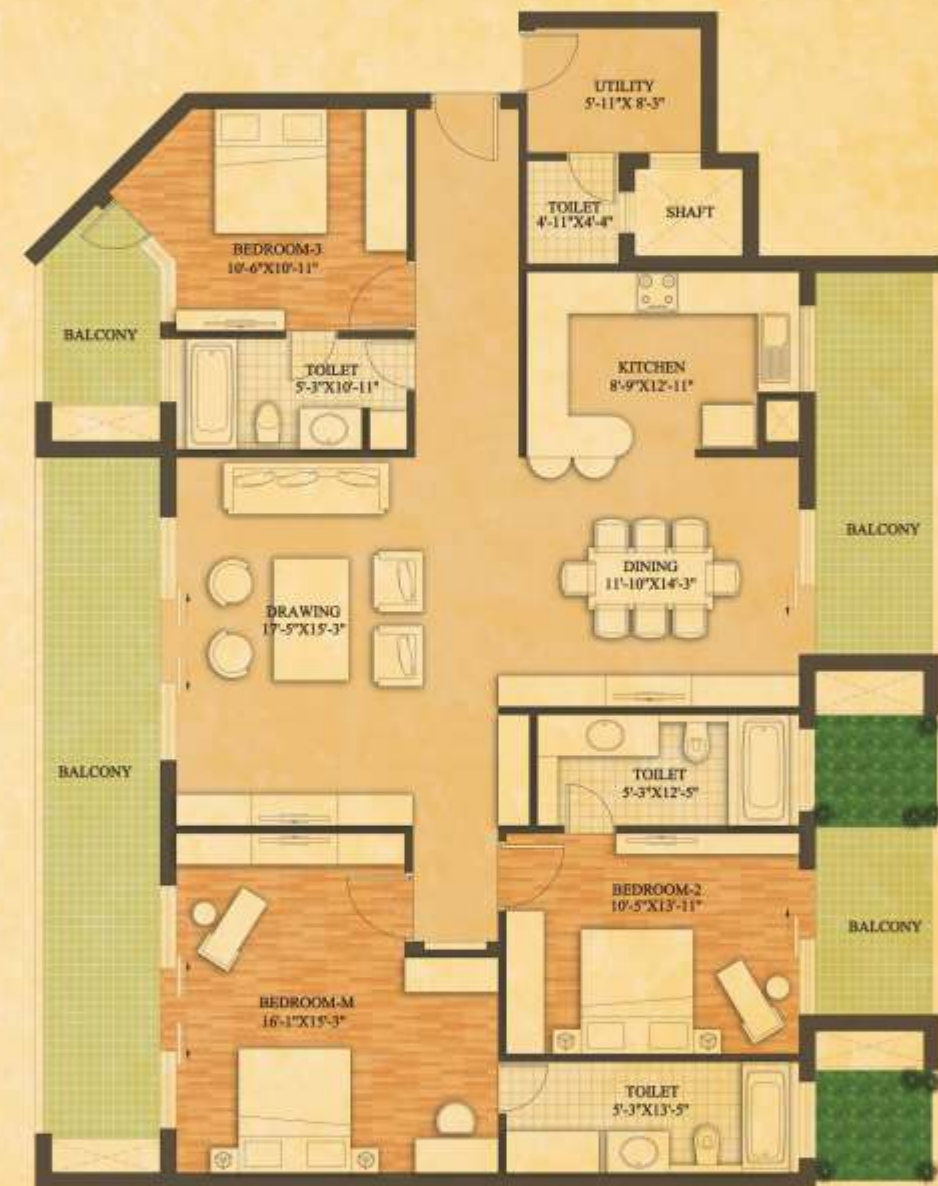 UTILITY
5'-11"X 8'-3"
TOILET
4'-11"X4'-4"
SHAFT
BEDROOM-3
10'-6"X10'-11"
BALCONY
TOILET
5'-3"X10'-11"
KITCHEN
8'-9"X12'-11"
BALCONY
DINING
11'-10"X14'-3"
DRAWING
17'-5"X15'-3"
BALCONY
TOILET
5'-3"X12'-5"
BEDROOM-2
10'-5"X13'-11"
BALCONY
BEDROOM-M
16'-1"X15'-3"
TOILET
5'-3"X13'-5"